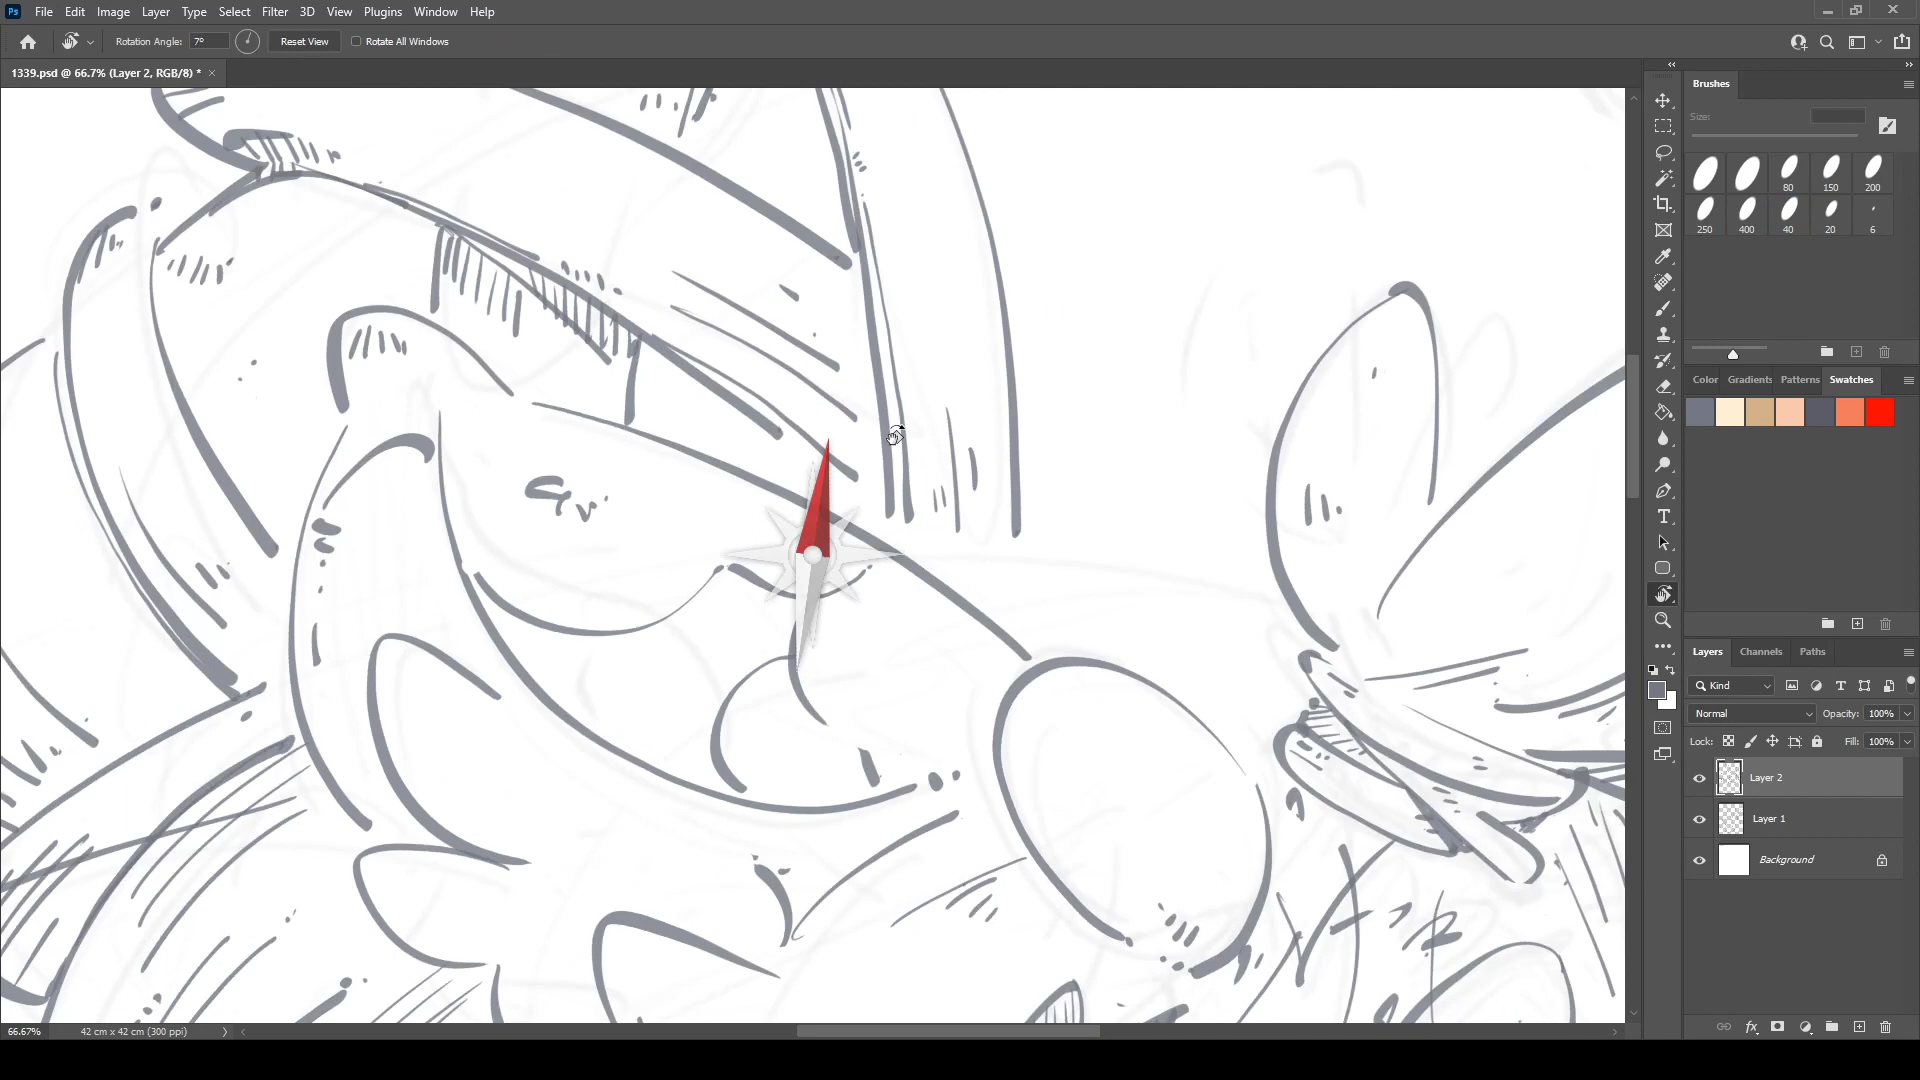 Ps File Edit Image Layer Type Select Filter 3D View Plugins Window Help
Rotation Angle: 7° Reset View Rotate All Windows
1339.psd @ 66.7% (Layer 2, RGB/8) * ×
Brushes
Size:
80 150 200
250 400 40 20 6
Color Gradients Patterns Swatches
Layers Channels Paths
Kind
Normal Opacity: 100%
Lock: Fill: 100%
Layer 2
Layer 1
Background
fx
66.67% 42 cm x 42 cm (300 ppi)